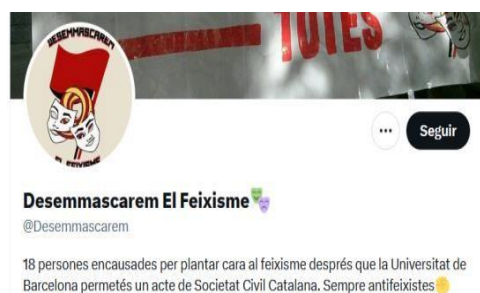 TOTES
DESEMMASCAREM
EL FEIXISME
Seguir
Desemmascarem El Feixisme🎭
@Desemmascarem
18 persones encausades per plantar cara al feixisme després que la Universitat de
Barcelona permetés un acte de Societat Civil Catalana. Sempre antifeixistes✊